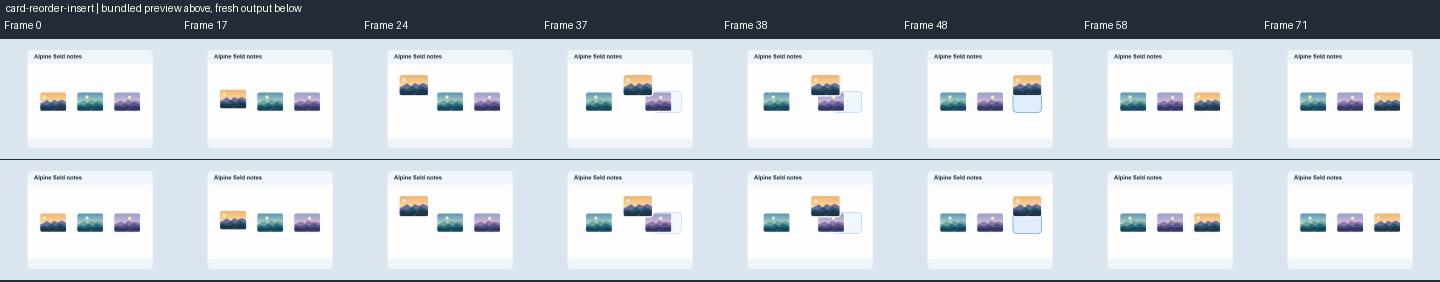 card-reorder-insert | bundled preview above, fresh output below
Frame 0 Frame 17 Frame 24 Frame 37 Frame 38 Frame 48 Frame 58 Frame 71
Alpine field notes Alpine field notes Alpine field notes Alpine field notes Alpine field notes Alpine field notes Alpine field notes Alpine field notes
Alpine field notes Alpine field notes Alpine field notes Alpine field notes Alpine field notes Alpine field notes Alpine field notes Alpine field notes